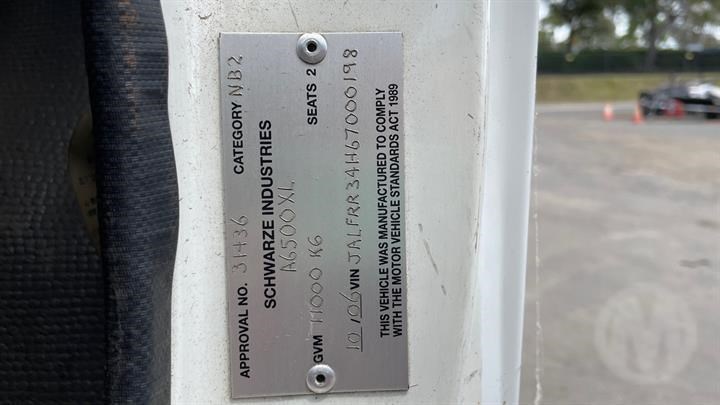 APPROVAL NO. 31436 CATEGORY NB2
SCHWARZE INDUSTRIES
A6500XL
GVM 11000 KG SEATS 2
10/06 VIN JALFRR34H67000198
THIS VEHICLE WAS MANUFACTURED TO COMPLY
WITH THE MOTOR VEHICLE STANDARDS ACT 1989